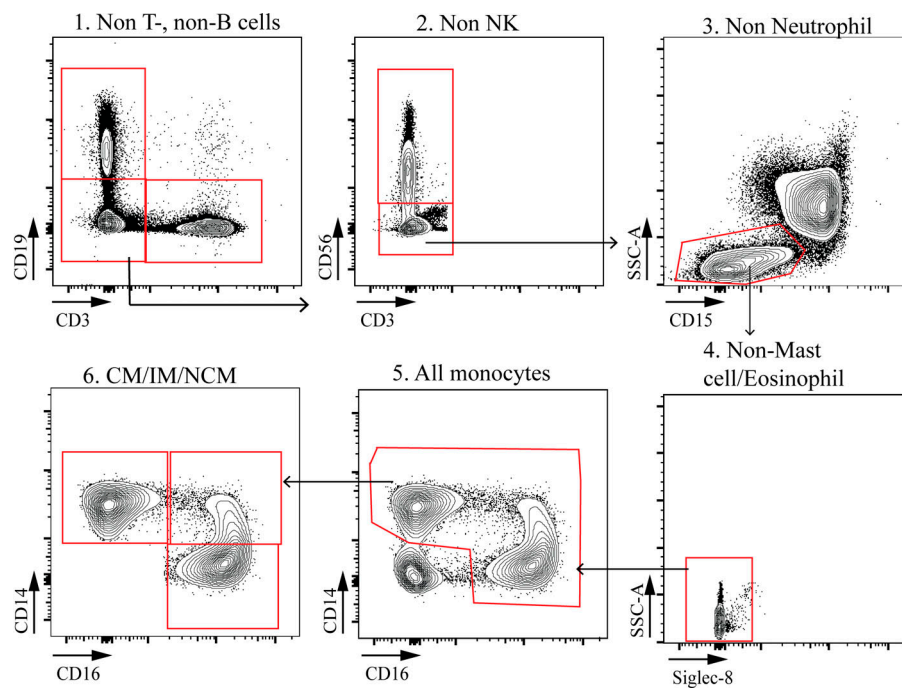 1. Non T-, non-B cells
CD19
CD3
2. Non NK
CD56
CD3
3. Non Neutrophil
SSC-A
CD15
4. Non-Mast
cell/Eosinophil
SSC-A
Siglec-8
5. All monocytes
CD14
CD16
6. CM/IM/NCM
CD14
CD16